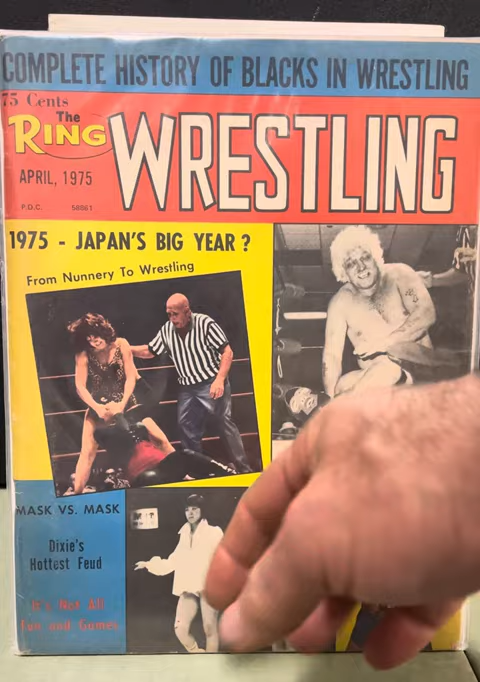 COMPLETE HISTORY OF BLACKS IN WRESTLING
75 Cents
The
RING
WRESTLING
APRIL, 1975
P.D.C. 58861
1975 - JAPAN'S BIG YEAR?
From Nunnery To Wrestling
MASK VS. MASK
Dixie's
Hottest Feud
It's Not All
Fun and Games